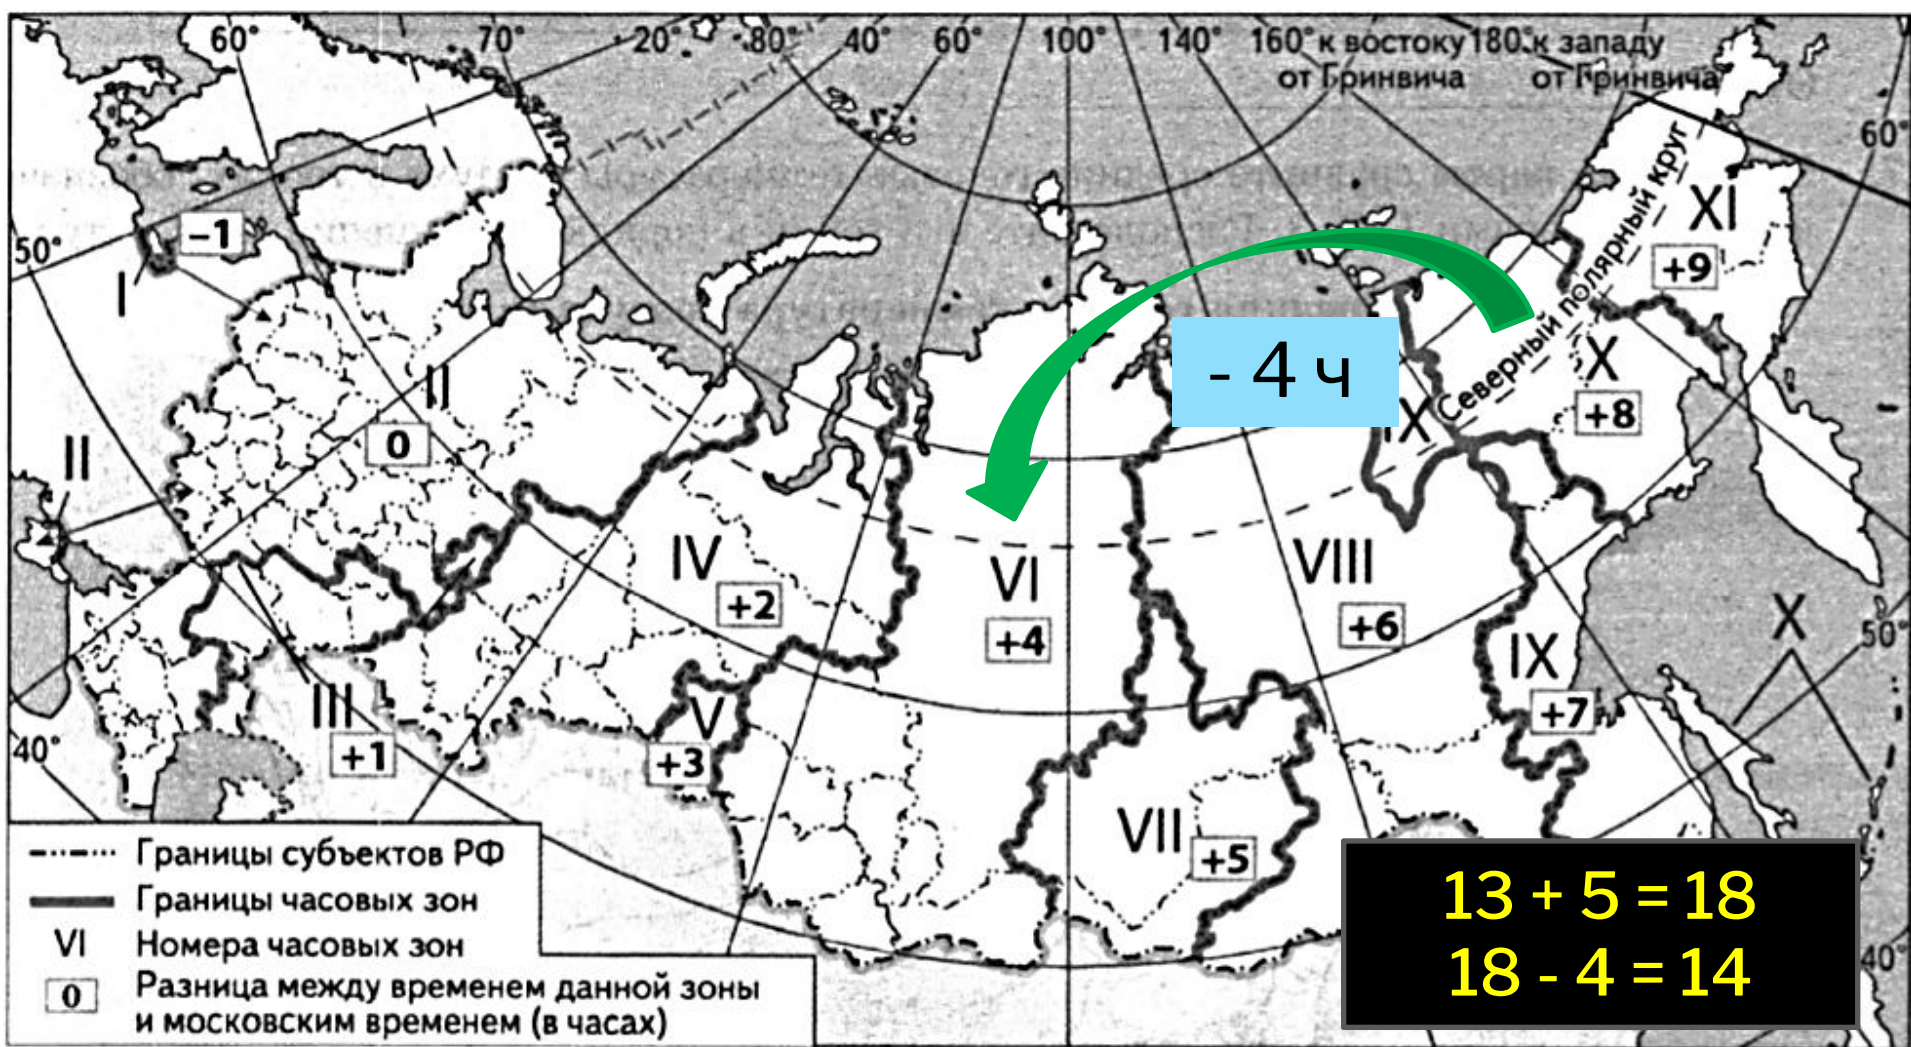 60° 70° 20° 80° 40° 60° 100° 140° 160° к востоку 180° к западу
от Гринвича от Гринвича
60°
Северный полярный круг
XI
+9
–1
50°
I
- 4 ч
X
+8
IX
II
0
II
IV
+2
VI
+4
VIII
+6
X
50°
IX
+7
III
+1
V
+3
40°
VII
+5
Границы субъектов РФ
Границы часовых зон
VI Номера часовых зон
0 Разница между временем данной зоны
и московским временем (в часах)
13 + 5 = 18
18 - 4 = 14
40°